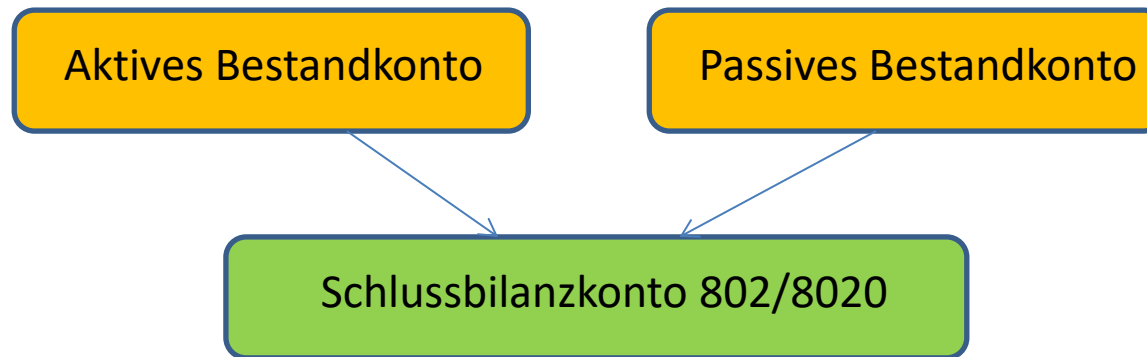 Aktives Bestandkonto
Passives Bestandkonto
Schlussbilanzkonto 802/8020